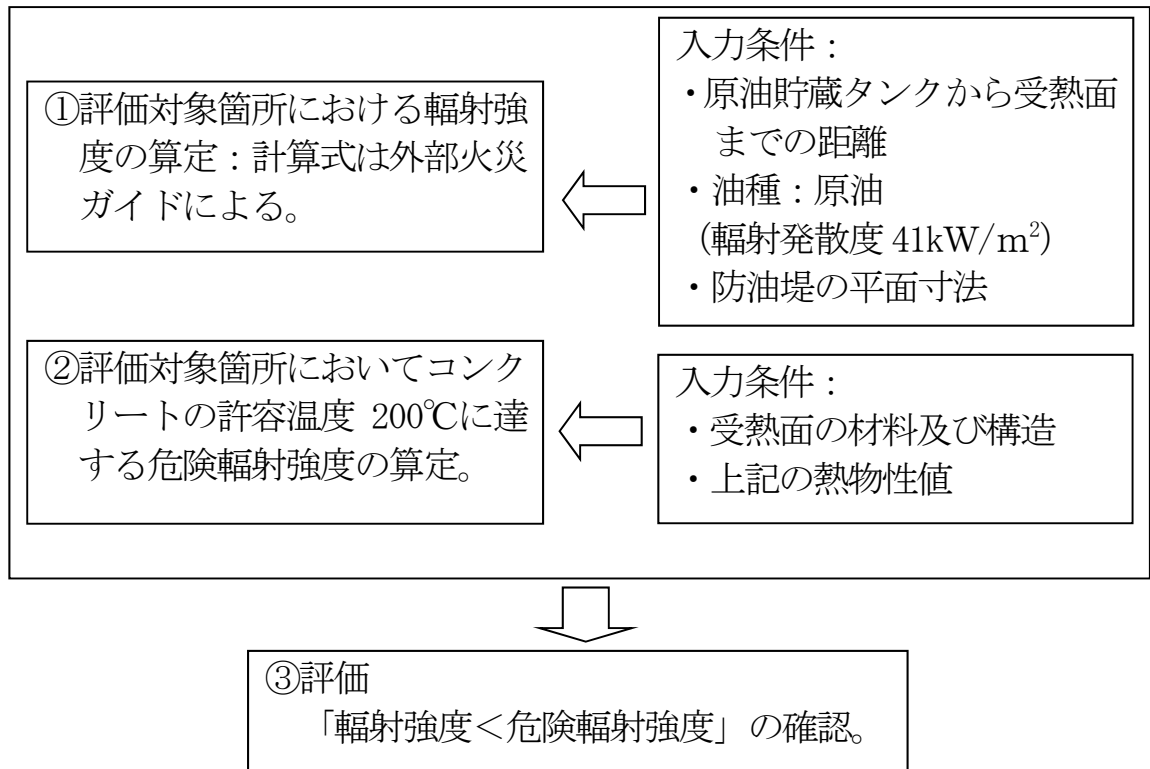 ①評価対象箇所における輻射強
度の算定：計算式は外部火災
ガイドによる。
入力条件：
・原油貯蔵タンクから受熱面
までの距離
・油種：原油
（輻射発散度 41kW/m²）
・防油堤の平面寸法
②評価対象箇所においてコンク
リートの許容温度 200℃に達
する危険輻射強度の算定。
入力条件：
・受熱面の材料及び構造
・上記の熱物性値
③評価
「輻射強度＜危険輻射強度」の確認。